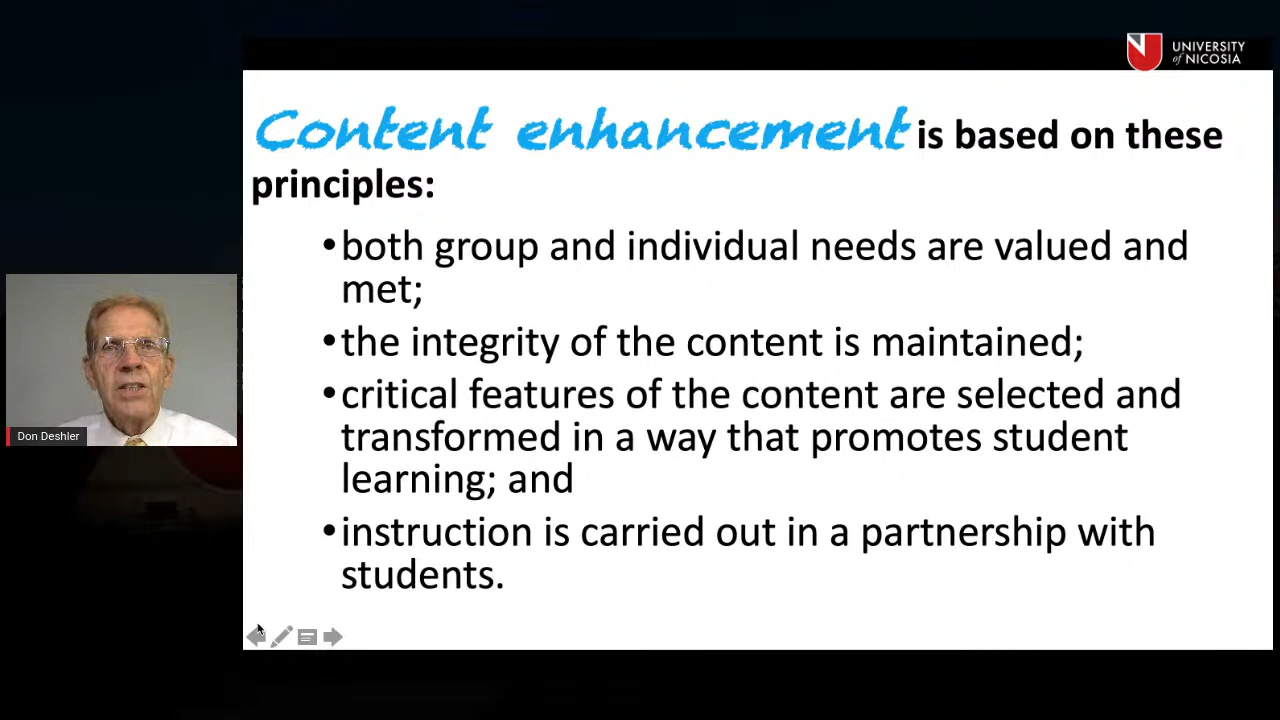 UNIVERSITY
of NICOSIA
Content enhancement is based on these
principles:
•both group and individual needs are valued and
met;
•the integrity of the content is maintained;
•critical features of the content are selected and
transformed in a way that promotes student
learning; and
•instruction is carried out in a partnership with
students.
Don Deshler